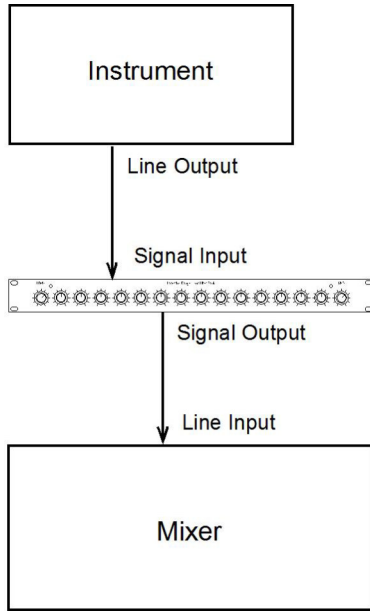 Instrument
Line Output
Signal Input
Signal Output
Line Input
Mixer